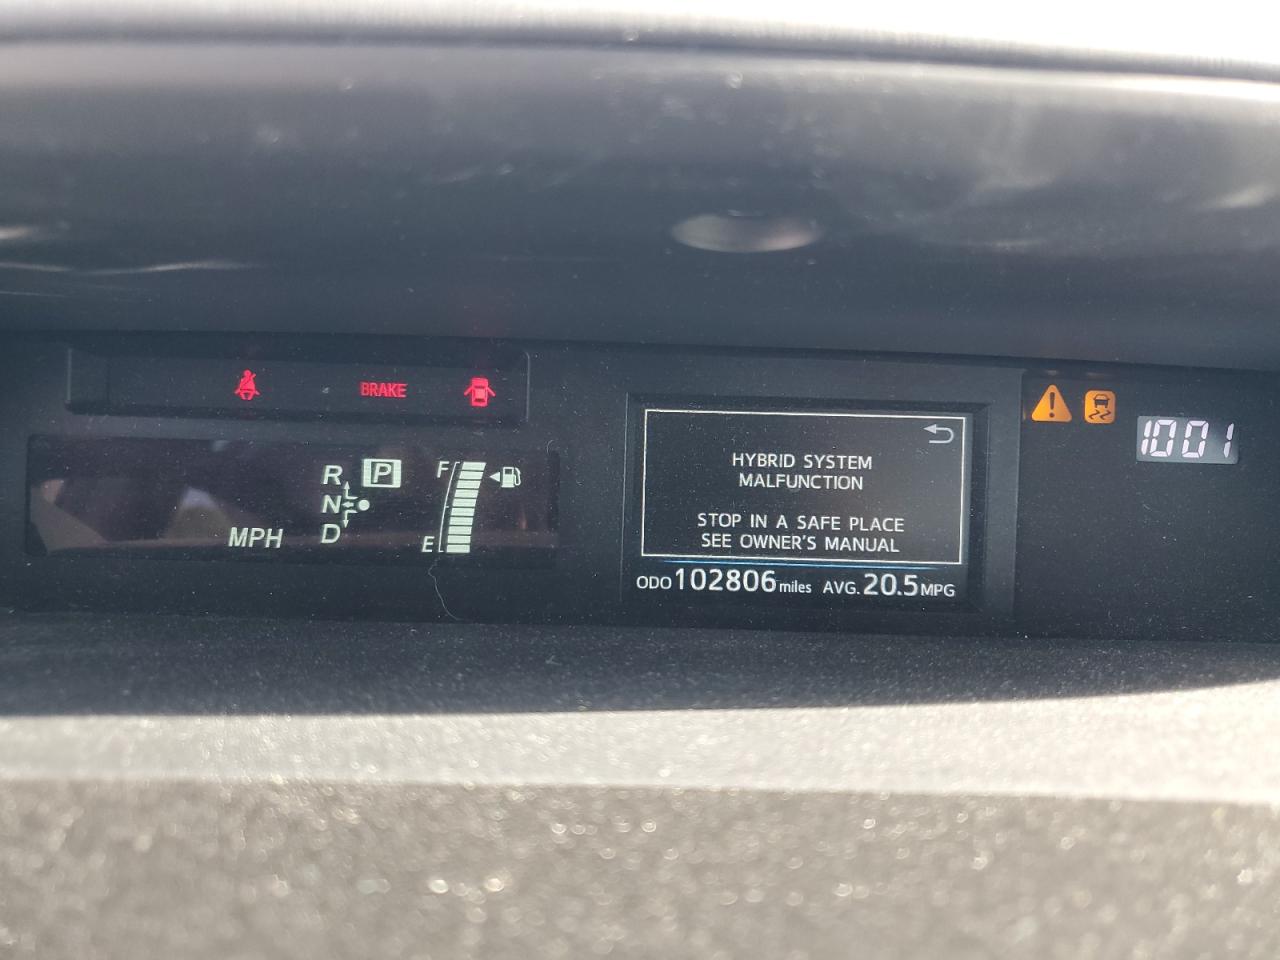 BRAKE
R P
N
D
MPH
F
E
HYBRID SYSTEM
MALFUNCTION
STOP IN A SAFE PLACE
SEE OWNER'S MANUAL
ODO 102806 miles AVG. 20.5 MPG
1001